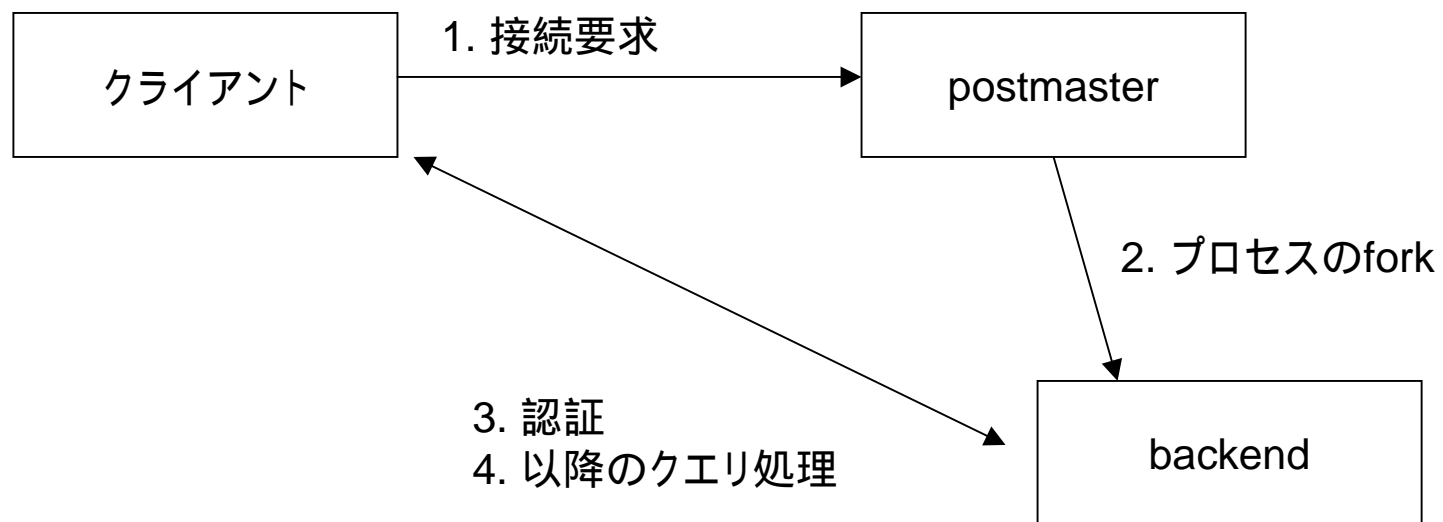 1. 接続要求
クライアント
postmaster
2. プロセスのfork
3. 認証
4. 以降のクエリ処理
backend